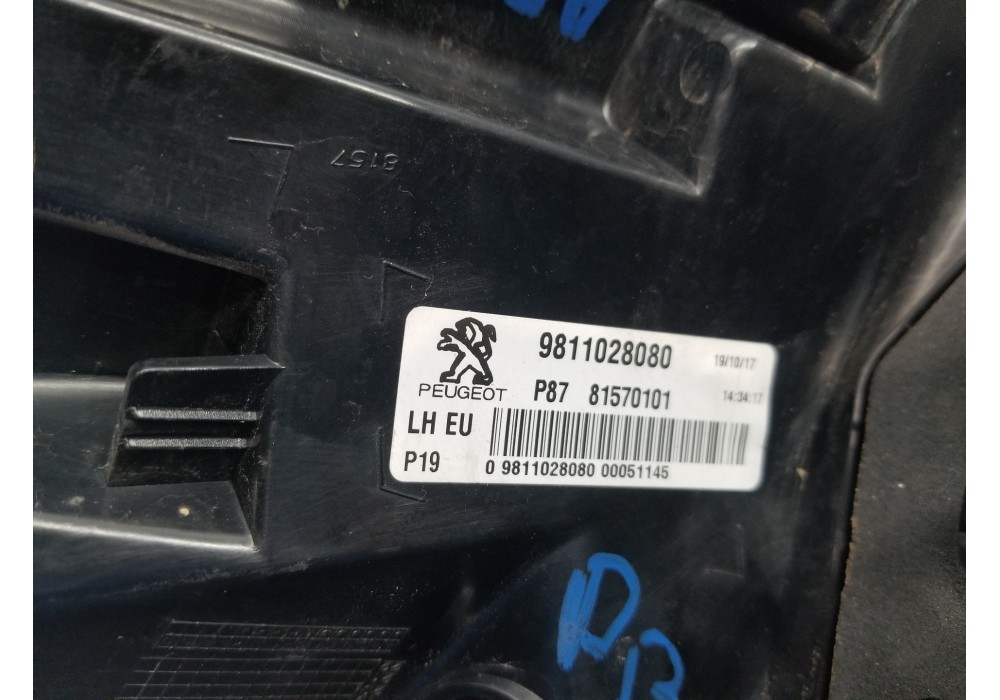 8157
9811028080 19/10/17
PEUGEOT P87 81570101 14:34:17
LH EU
P19 0 9811028080 00051145